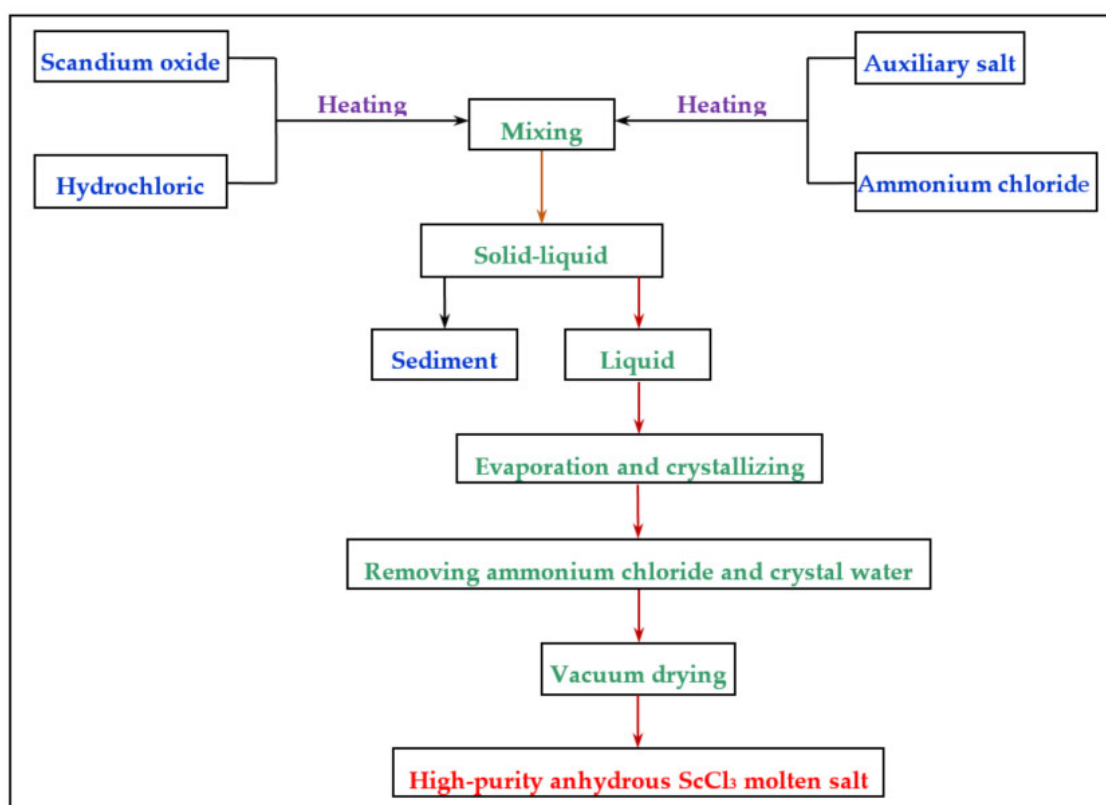 Scandium oxide
Auxiliary salt
Heating
Heating
Mixing
Hydrochloric
Ammonium chloride
Solid-liquid
Sediment
Liquid
Evaporation and crystallizing
Removing ammonium chloride and crystal water
Vacuum drying
High-purity anhydrous ScCl₃ molten salt